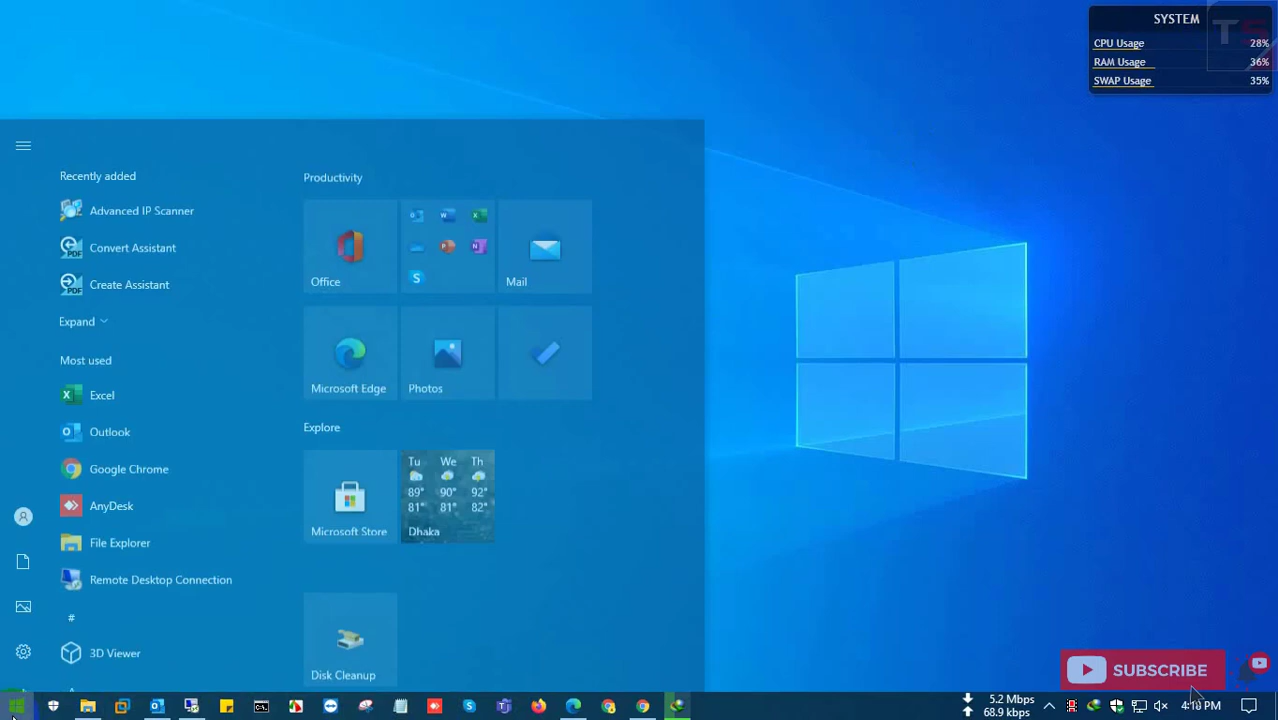 SYSTEM
TS
CPU Usage 28%
RAM Usage 36%
SWAP Usage 35%
Recently added
Advanced IP Scanner
Convert Assistant
Create Assistant
Expand
Most used
Excel
Outlook
Google Chrome
AnyDesk
File Explorer
Remote Desktop Connection
#
3D Viewer
Productivity
Office
Mail
Microsoft Edge
Photos
Explore
Microsoft Store
Tu We Th
89° 90° 92°
81° 81° 82°
Dhaka
Disk Cleanup
SUBSCRIBE
5.2 Mbps
68.9 kbps
4:18 PM